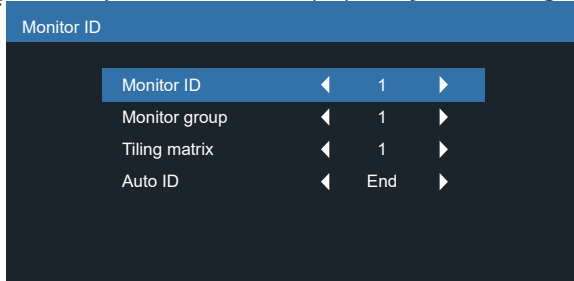 Monitor ID
Monitor ID 1
Monitor group 1
Tiling matrix 1
Auto ID End